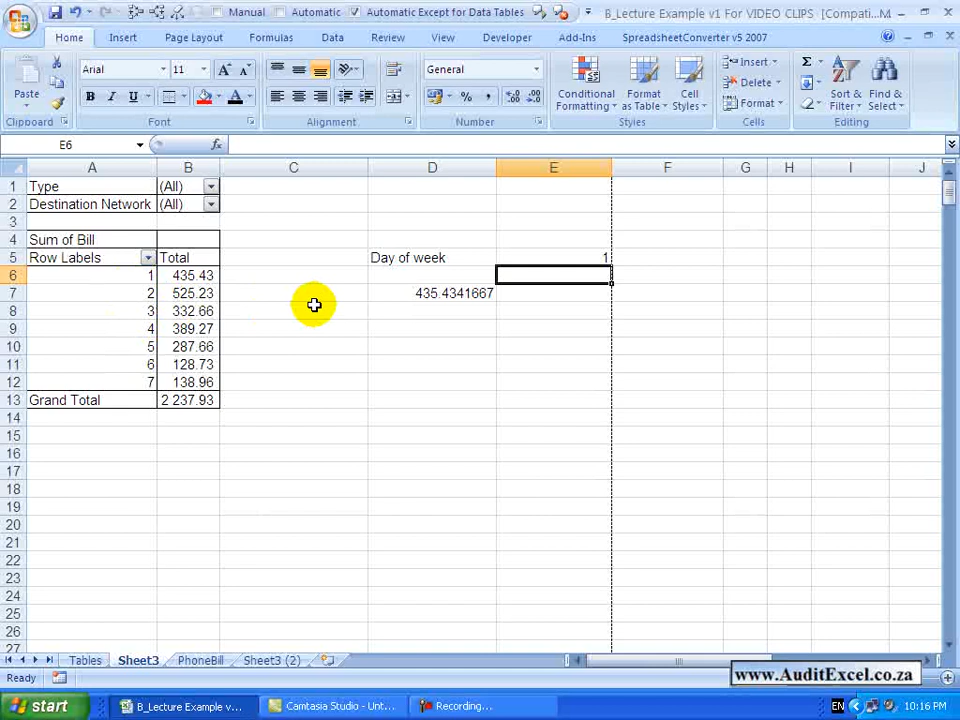 Manual Automatic Automatic Except for Data Tables B_Lecture Example v1 For VIDEO CLIPS [Compati...M...
Home Insert Page Layout Formulas Data Review View Developer Add-Ins SpreadsheetConverter v5 2007
Paste Arial 11 General Conditional Formatting Format as Table Cell Styles Insert Delete Format Sort & Filter Find & Select
B I U A % ,
Clipboard Font Alignment Number Styles Cells Editing
E6 fx
A B C D E F G H I J
1 Type (All)
2 Destination Network (All)
3
4 Sum of Bill
5 Row Labels Total Day of week 1
6 1 435.43
7 2 525.23 435.4341667
8 3 332.66
9 4 389.27
10 5 287.66
11 6 128.73
12 7 138.96
13 Grand Total 2 237.93
14
15
16
17
18
19
20
21
22
23
24
25
26
27
Tables Sheet3 PhoneBill Sheet3 (2)
Ready
www.AuditExcel.co.za
start B_Lecture Example v... Camtasia Studio - Unt... Recording... EN 10:16 PM